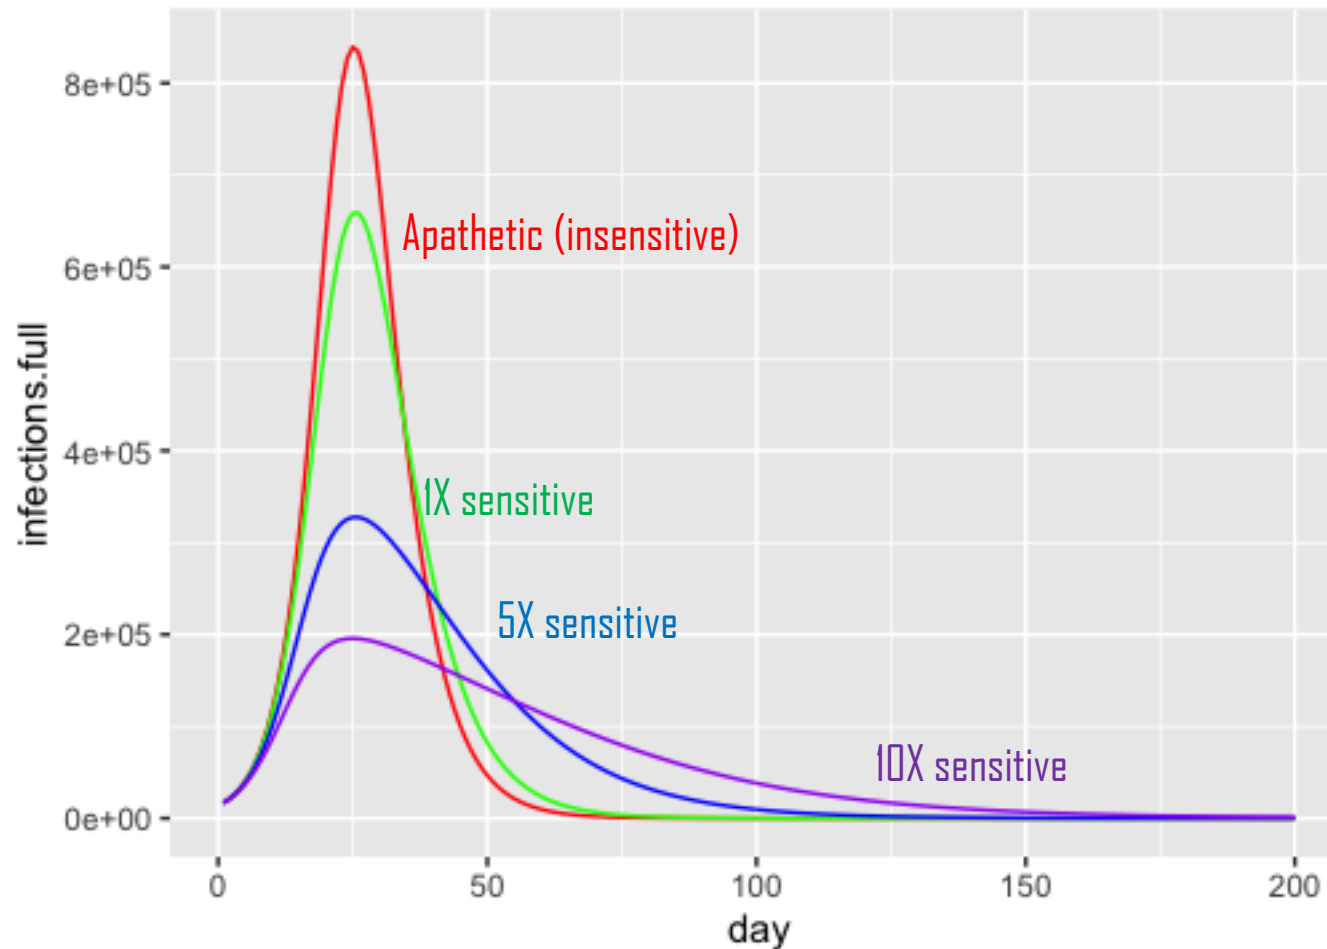 8e+05
Apathetic (insensitive)
6e+05
infections.full
1X sensitive
4e+05
5X sensitive
2e+05
10X sensitive
0e+00
0 50 100 150 200
day